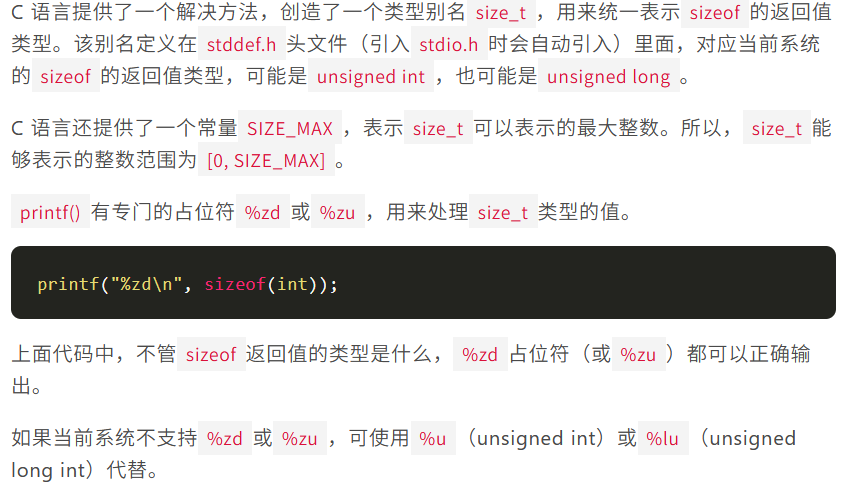 C 语言提供了一个解决方法，创造了一个类型别名 size_t ，用来统一表示 sizeof 的返回值
类型。该别名定义在 stddef.h 头文件（引入 stdio.h 时会自动引入）里面，对应当前系统
的 sizeof 的返回值类型，可能是 unsigned int ，也可能是 unsigned long 。
C 语言还提供了一个常量 SIZE_MAX ，表示 size_t 可以表示的最大整数。所以， size_t 能
够表示的整数范围为 [0, SIZE_MAX] 。
printf() 有专门的占位符 %zd 或 %zu ，用来处理 size_t 类型的值。
printf("%zd\n", sizeof(int));
上面代码中，不管 sizeof 返回值的类型是什么， %zd 占位符（或 %zu ）都可以正确输
出。
如果当前系统不支持 %zd 或 %zu ，可使用 %u （unsigned int）或 %lu （unsigned
long int）代替。